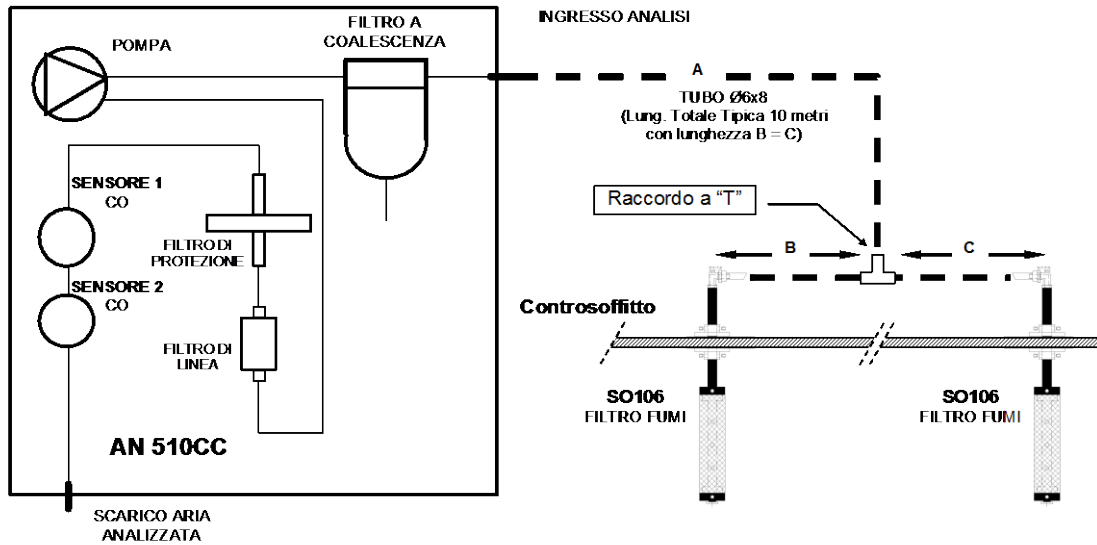 FILTRO A
COALESCENZA
INGRESSO ANALISI
POMPA
A
TUBO Ø6x8
(Lung. Totale Tipica 10 metri
con lunghezza B = C)
SENSORE 1
CO
Raccordo a “T”
FILTRO DI
PROTEZIONE
B
C
SENSORE 2
CO
Controsoffitto
FILTRO DI
LINEA
SO106
FILTRO FUMI
SO106
FILTRO FUMI
AN 510CC
SCARICO ARIA
ANALIZZATA